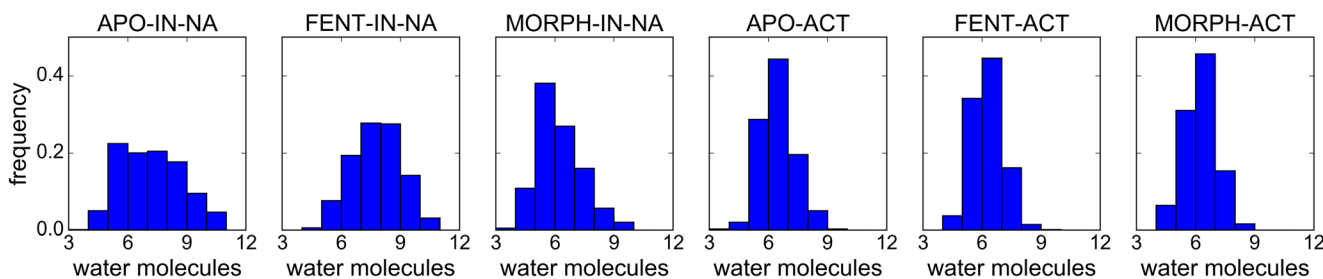 APO-IN-NA FENT-IN-NA MORPH-IN-NA APO-ACT FENT-ACT MORPH-ACT
frequency
0.4
0.2
0.0
3 6 9 12 3 6 9 12 3 6 9 12 3 6 9 12 3 6 9 12 3 6 9 12
water molecules water molecules water molecules water molecules water molecules water molecules